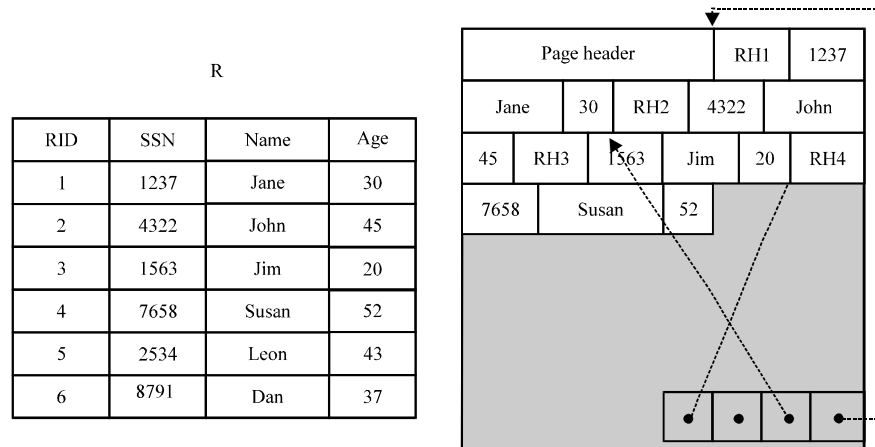 R
RID SSN Name Age
1 1237 Jane 30
2 4322 John 45
3 1563 Jim 20
4 7658 Susan 52
5 2534 Leon 43
6 8791 Dan 37
Page header RH1 1237
Jane 30 RH2 4322 John
45 RH3 1563 Jim 20 RH4
7658 Susan 52